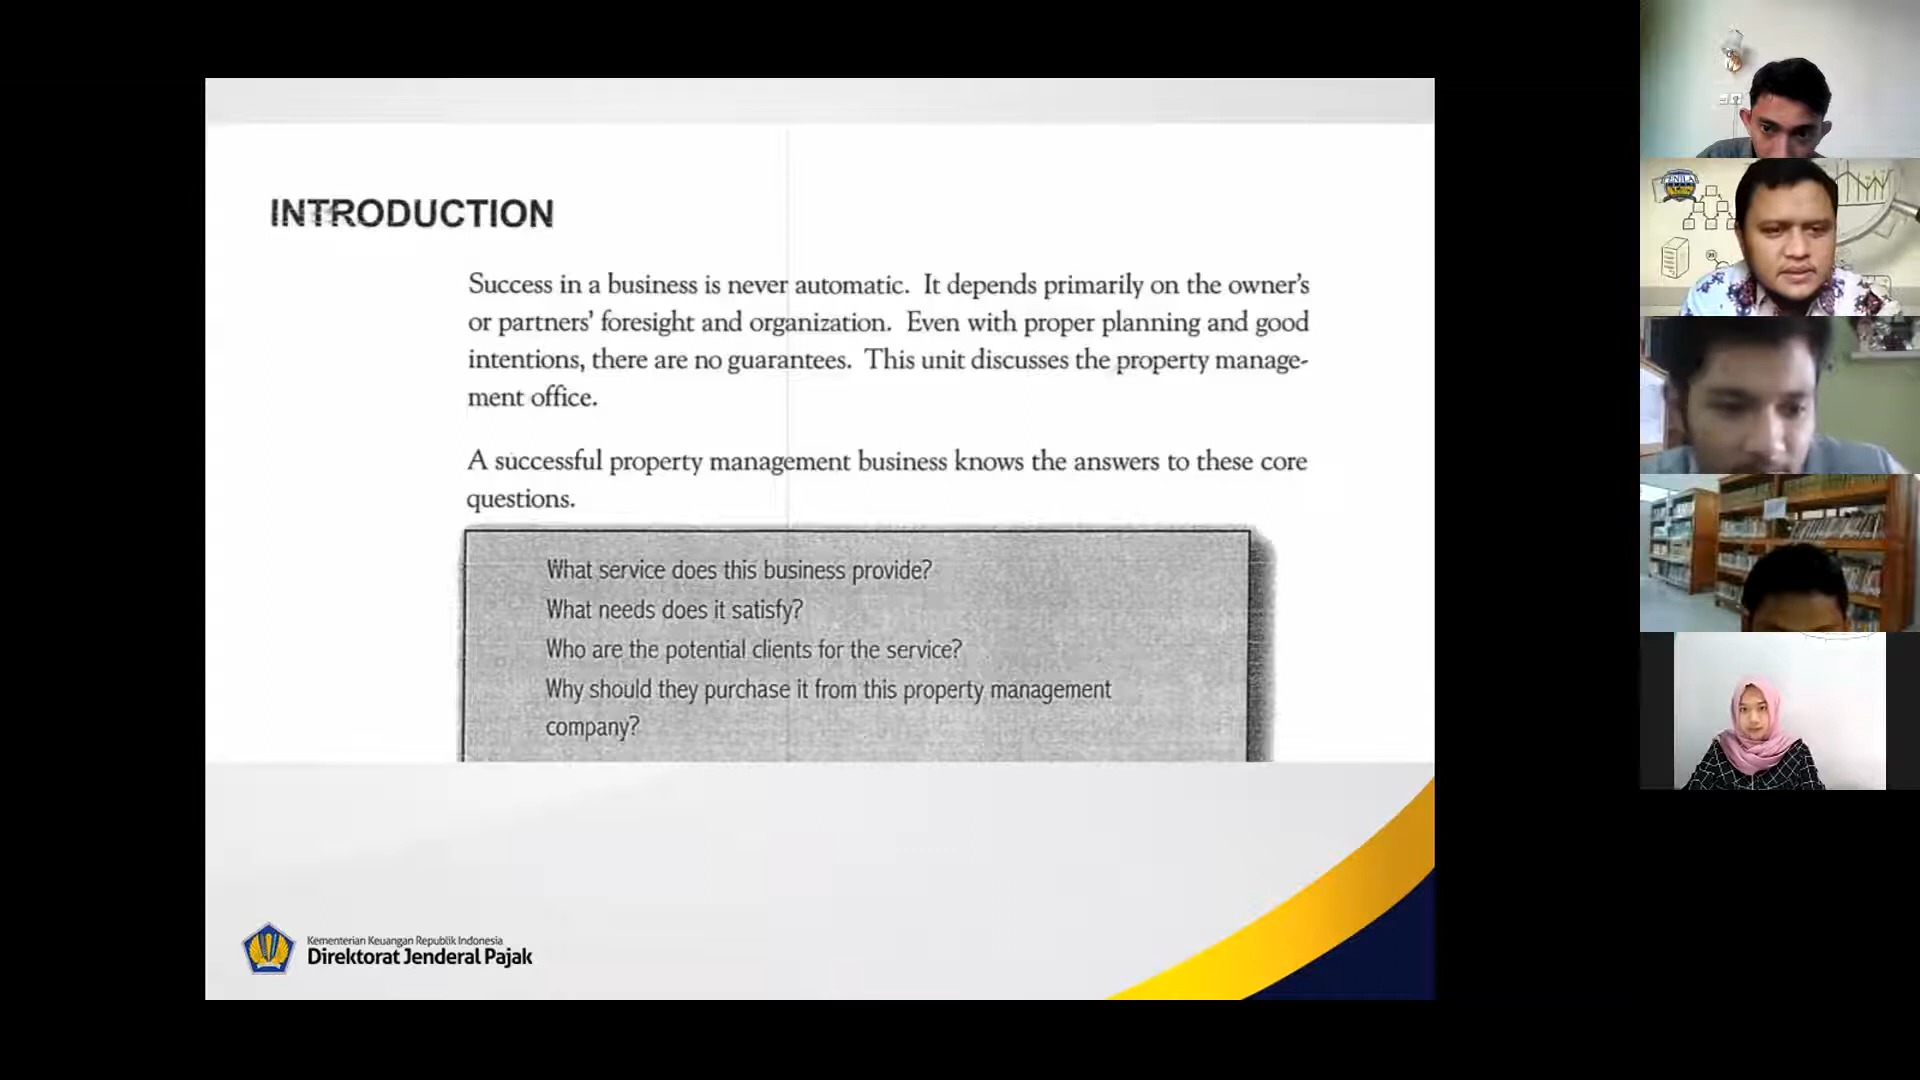 INTRODUCTION
Success in a business is never automatic. It depends primarily on the owner's
or partners' foresight and organization. Even with proper planning and good
intentions, there are no guarantees. This unit discusses the property manage-
ment office.
A successful property management business knows the answers to these core
questions.
What service does this business provide?
What needs does it satisfy?
Who are the potential clients for the service?
Why should they purchase it from this property management
company?
Kementerian Keuangan Republik Indonesia
Direktorat Jenderal Pajak